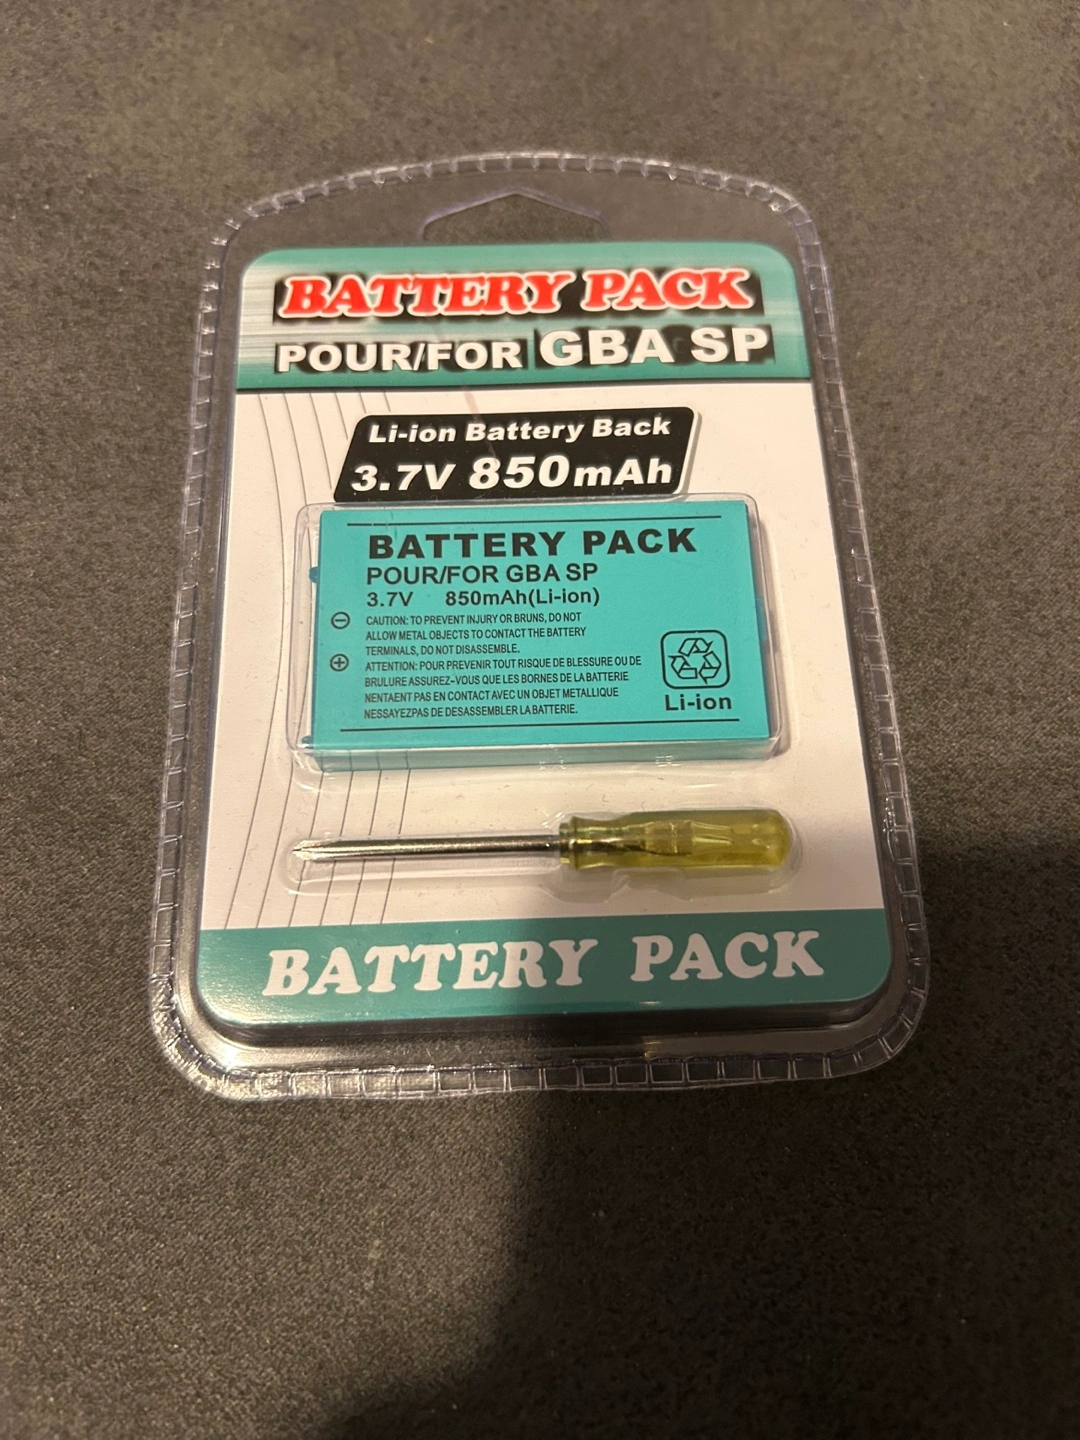 BATTERY PACK
POUR/FOR GBA SP
Li-ion Battery Back
3.7V 850mAh
BATTERY PACK
POUR/FOR GBA SP
3.7V 850mAh(Li-ion)
CAUTION: TO PREVENT INJURY OR BRUNS, DO NOT
ALLOW METAL OBJECTS TO CONTACT THE BATTERY
TERMINALS, DO NOT DISASSEMBLE.
ATTENTION: POUR PREVENIR TOUT RISQUE DE BLESSURE OU DE
BRULURE ASSUREZ-VOUS QUE LES BORNES DE LA BATTERIE
NENTAENT PAS EN CONTACT AVEC UN OBJET METALLIQUE
NESSAYEZPAS DE DESASSEMBLER LA BATTERIE.
Li-ion
BATTERY PACK